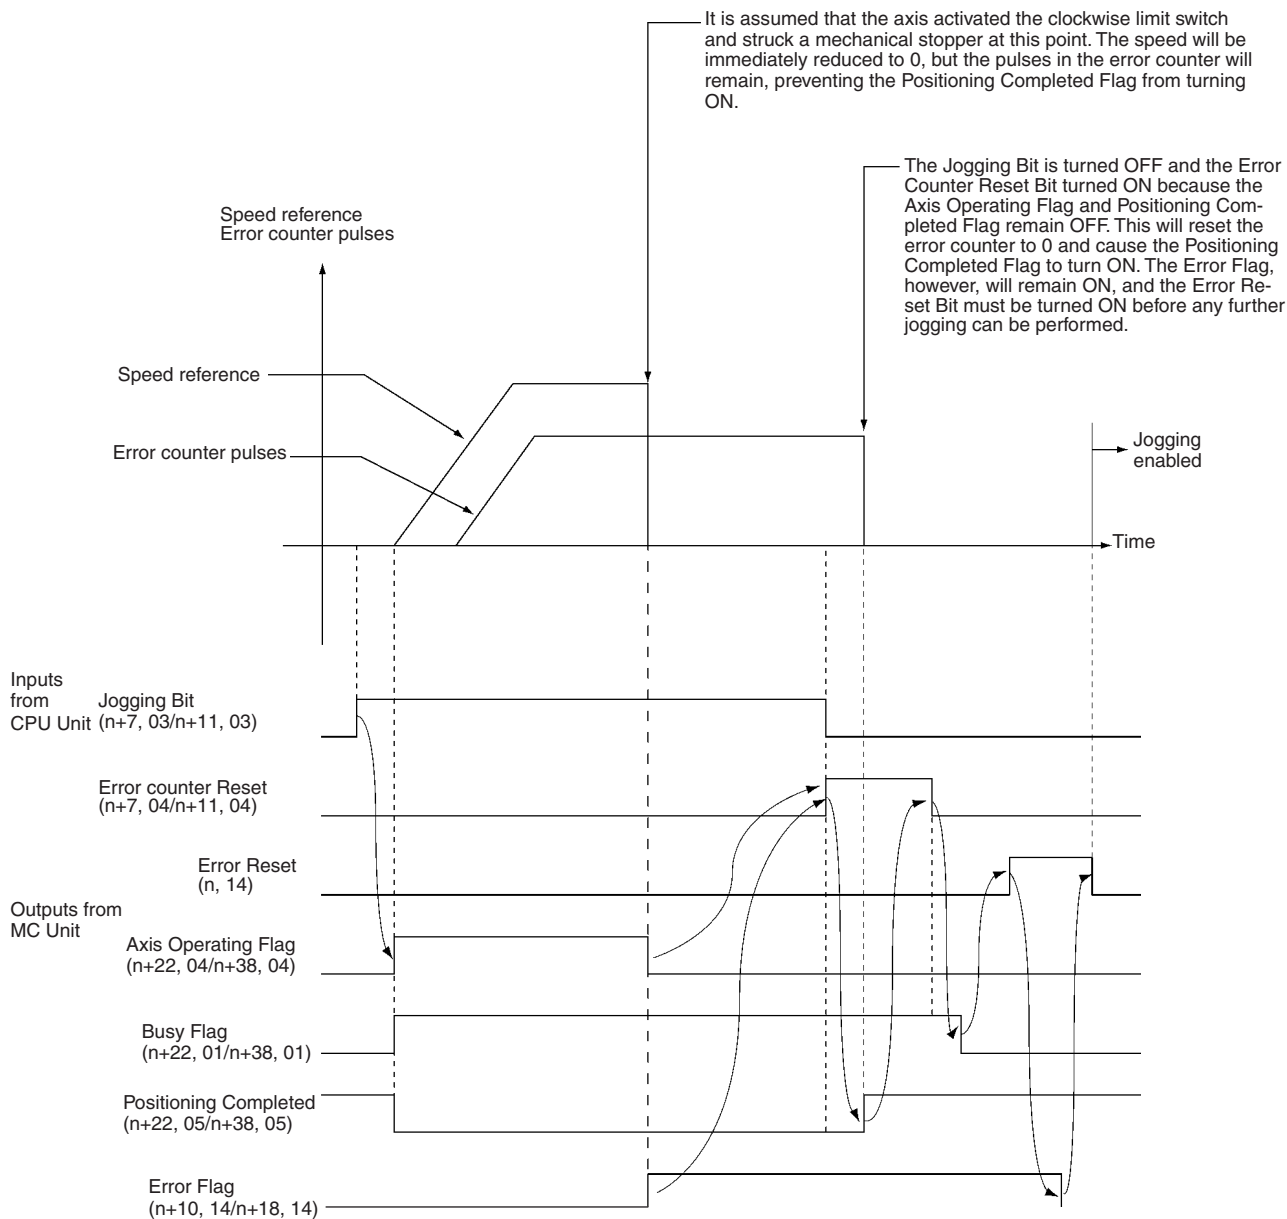 It is assumed that the axis activated the clockwise limit switch
and struck a mechanical stopper at this point. The speed will be
immediately reduced to 0, but the pulses in the error counter will
remain, preventing the Positioning Completed Flag from turning
ON.
The Jogging Bit is turned OFF and the Error
Counter Reset Bit turned ON because the
Axis Operating Flag and Positioning Com-
pleted Flag remain OFF. This will reset the
error counter to 0 and cause the Positioning
Completed Flag to turn ON. The Error Flag,
however, will remain ON, and the Error Re-
set Bit must be turned ON before any further
jogging can be performed.
Speed reference
Error counter pulses
Speed reference
Error counter pulses
Jogging
enabled
Time
Inputs
from
CPU Unit
Jogging Bit
(n+7, 03/n+11, 03)
Error counter Reset
(n+7, 04/n+11, 04)
Error Reset
(n, 14)
Outputs from
MC Unit
Axis Operating Flag
(n+22, 04/n+38, 04)
Busy Flag
(n+22, 01/n+38, 01)
Positioning Completed
(n+22, 05/n+38, 05)
Error Flag
(n+10, 14/n+18, 14)